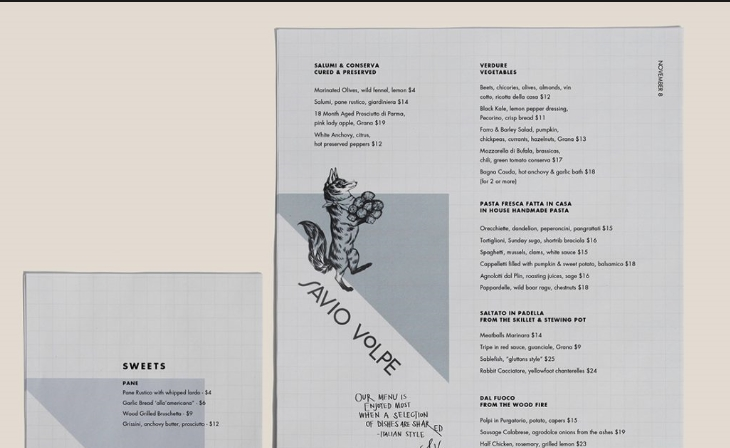 SALUMI & CONSERVA
CURED & PRESERVED
Marinated Olives, wild fennel, lemon $4
Salumi, pane rustico, giardiniera $14
18 Month Aged Prosciutto di Parma,
pink lady apple, Grana $19
White Anchovy, citrus,
hot preserved peppers $12
VERDURE
VEGETABLES
Beets, chicories, olives, almonds, vin
cotto, ricotta della casa $12
Black Kale, lemon pepper dressing,
Pecorino, crisp bread $11
Farro & Barley Salad, pumpkin,
chickpeas, currants, hazelnuts, Grana $13
Mozzarella di Bufala, brassicas,
chili, green tomato conserva $17
Bagna Cauda, hot anchovy & garlic bath $18
(for 2 or more)
NOVEMBER 8
PASTA FRESCA FATTA IN CASA
IN HOUSE HANDMADE PASTA
Orecchiette, dandelion, peperoncini, pangrattati $15
Tortiglioni, Sunday sugo, shortrib braciola $16
Spaghetti, mussels, clams, white sauce $15
Cappelletti filled with pumpkin & sweet potato, balsamico $18
Agnolotti dal Plin, roasting juices, sage $16
Pappardelle, wild boar ragu, chestnuts $18
SALTATO IN PADELLA
FROM THE SKILLET & STEWING POT
Meatballs Marinara $14
Tripe in red sauce, guanciale, Grana $9
Sablefish, "gluttons style" $25
Rabbit Cacciatore, yellowfoot chanterelles $24
DAL FUOCO
FROM THE WOOD FIRE
Polpi in Purgatorio, potato, capers $15
Sausage Calabrese, agrodolce onions from the ashes $19
Half Chicken, rosemary, grilled lemon $23
SAVIO VOLPE
OUR MENU IS
ENJOYED MOST
WHEN A SELECTION
OF DISHES ARE SHARED
-ITALIAN STYLE
SWEETS
PANE
Pane Rustico with whipped lardo - $4
Garlic Bread "alla americana" - $6
Wood Grilled Bruschetta - $9
Grissini, anchovy butter, prosciutto - $12